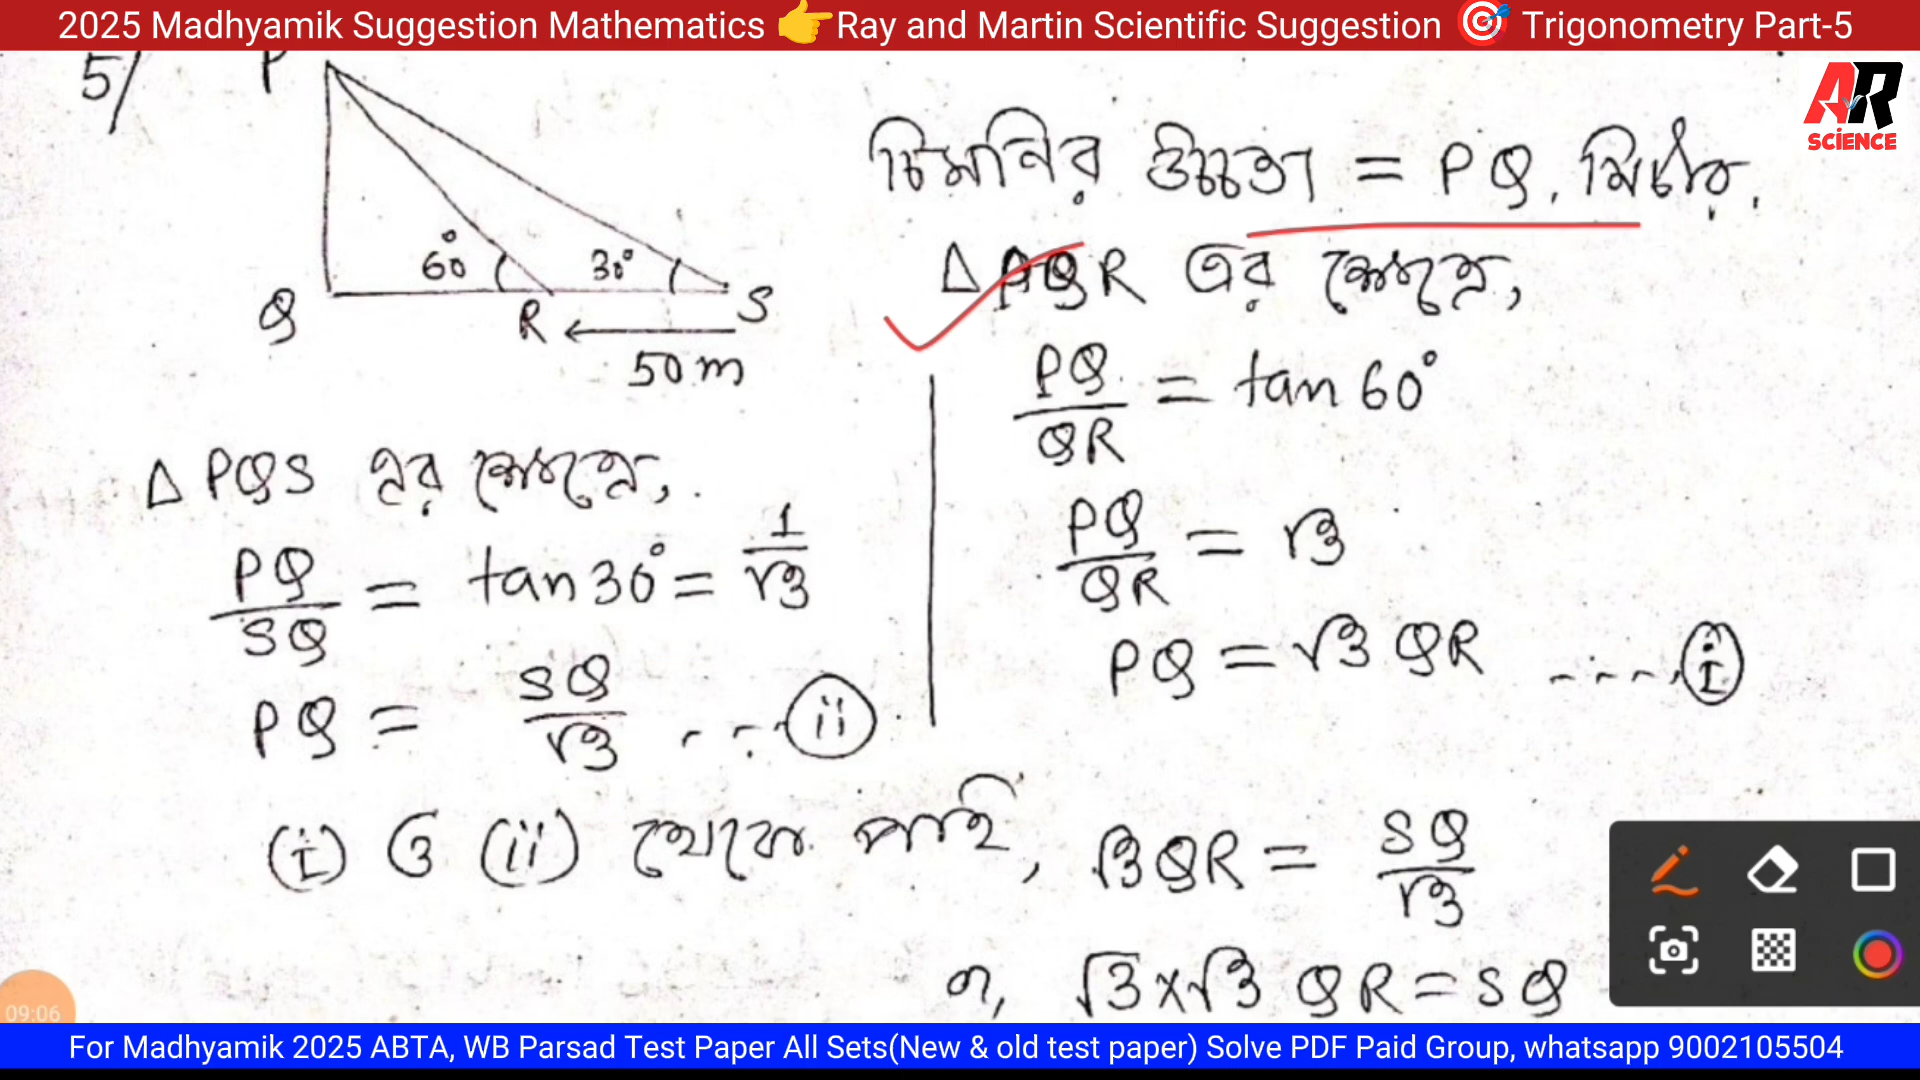 2025 Madhyamik Suggestion Mathematics 👉Ray and Martin Scientific Suggestion 🎯 Trigonometry Part-5
AR
SCIENCE
5/
P
60°
30°
Q
R
S
50 m
চিমনির উচ্চতা = PQ. মিটার.
Δ PQR এর ক্ষেত্রে,
PQ/QR = tan 60°
PQ/QR = √3
PQ = √3 QR ----- (i)
Δ PQS এর ক্ষেত্রে,
PQ/SQ = tan 30° = 1/√3
PQ = SQ/√3 ---- (ii)
(i) ও (ii) থেকে পাই, √3QR = SQ/√3
বা, √3×√3 QR = SQ
09:06
For Madhyamik 2025 ABTA, WB Parsad Test Paper All Sets(New & old test paper) Solve PDF Paid Group, whatsapp 9002105504